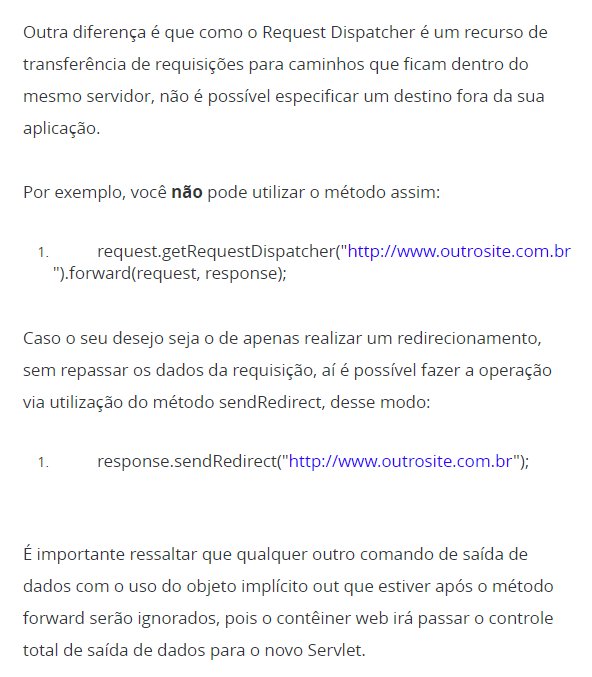 Outra diferença é que como o Request Dispatcher é um recurso de
transferência de requisições para caminhos que ficam dentro do
mesmo servidor, não é possível especificar um destino fora da sua
aplicação.
Por exemplo, você não pode utilizar o método assim:
1. request.getRequestDispatcher("http://www.outrosite.com.br
").forward(request, response);
Caso o seu desejo seja o de apenas realizar um redirecionamento,
sem repassar os dados da requisição, aí é possível fazer a operação
via utilização do método sendRedirect, desse modo:
1. response.sendRedirect("http://www.outrosite.com.br");
É importante ressaltar que qualquer outro comando de saída de
dados com o uso do objeto implícito out que estiver após o método
forward serão ignorados, pois o contêiner web irá passar o controle
total de saída de dados para o novo Servlet.